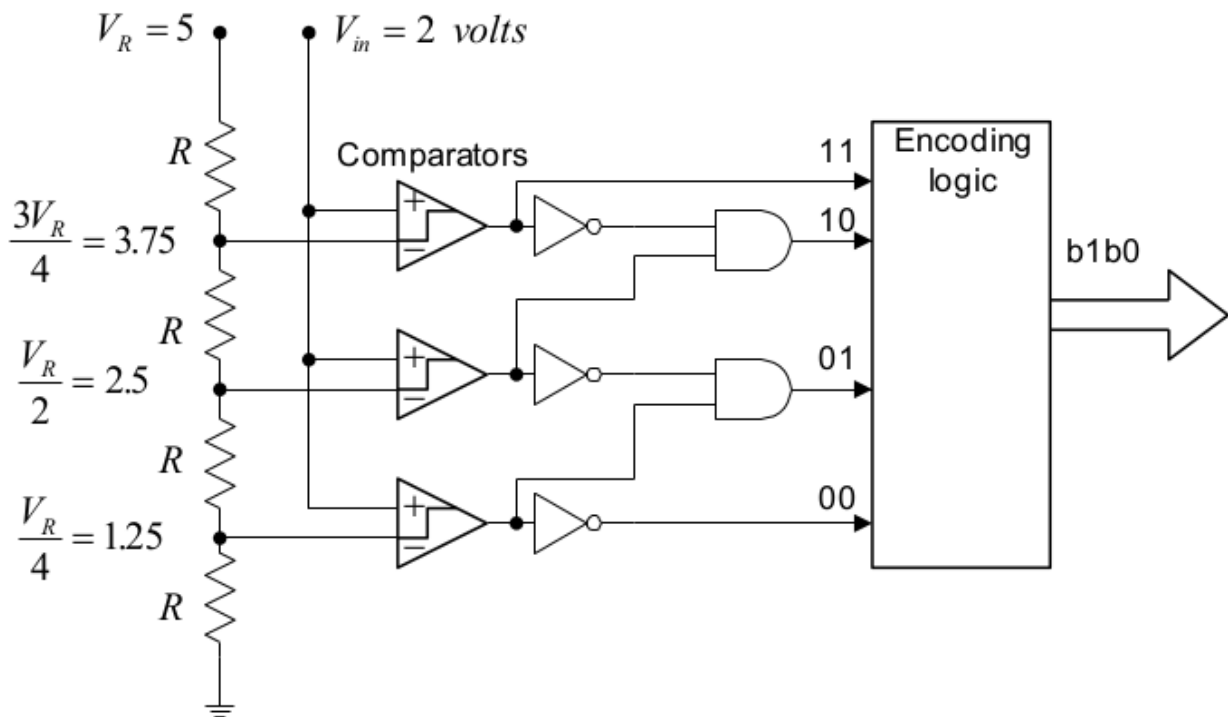 V_R = 5
V_in = 2 volts
R
Comparators
11
Encoding
logic
3V_R/4 = 3.75
+
−
10
b1b0
R
V_R/2 = 2.5
+
−
01
R
V_R/4 = 1.25
+
−
00
R